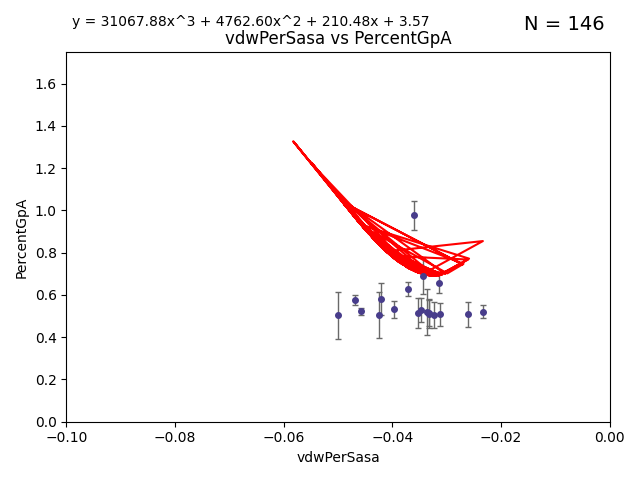 y = 31067.88x^3 + 4762.60x^2 + 210.48x + 3.57
N = 146
vdwPerSasa vs PercentGpA
1.6
1.4
1.2
1.0
0.8
0.6
0.4
0.2
0.0
PercentGpA
−0.10 −0.08 −0.06 −0.04 −0.02 0.00
vdwPerSasa